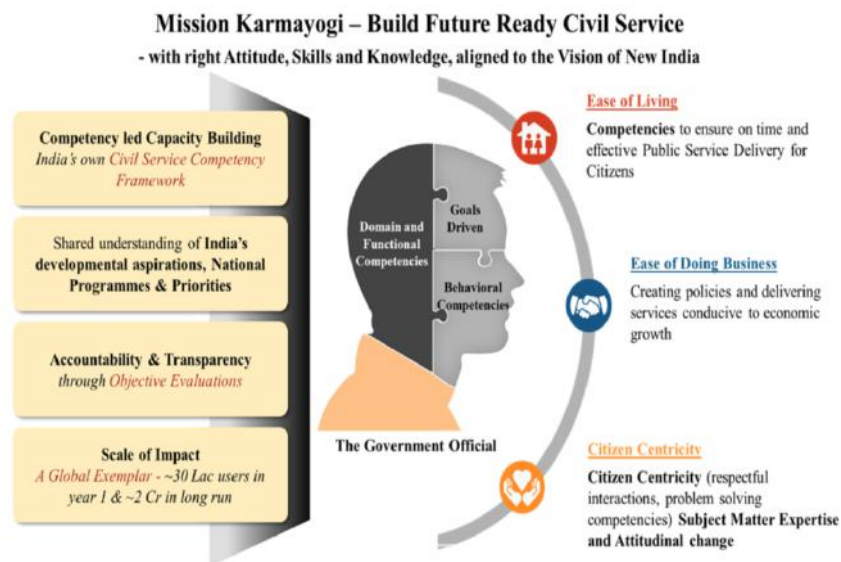 Mission Karmayogi – Build Future Ready Civil Service
- with right Attitude, Skills and Knowledge, aligned to the Vision of New India
Competency led Capacity Building
India's own Civil Service Competency
Framework
Shared understanding of India's
developmental aspirations, National
Programmes & Priorities
Accountability & Transparency
through Objective Evaluations
Scale of Impact
A Global Exemplar - ~30 Lac users in
year 1 & ~2 Cr in long run
Domain and
Functional
Competencies
Goals
Driven
Behavioral
Competencies
The Government Official
Ease of Living
Competencies to ensure on time and
effective Public Service Delivery for
Citizens
Ease of Doing Business
Creating policies and delivering
services conducive to economic
growth
Citizen Centricity
Citizen Centricity (respectful
interactions, problem solving
competencies) Subject Matter Expertise
and Attitudinal change